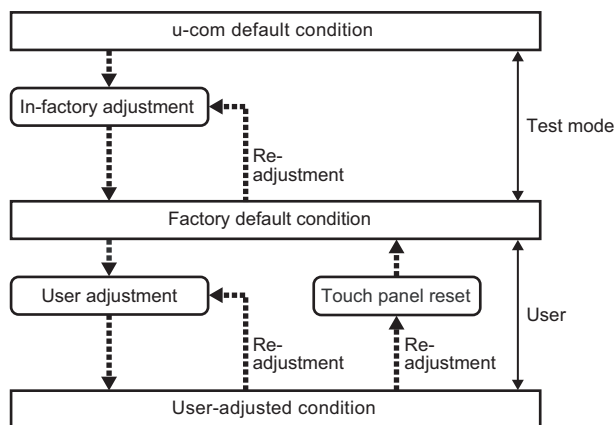 u-com default condition
In-factory adjustment
Test mode
Re-
adjustment
Factory default condition
User adjustment
Touch panel reset
User
Re-
adjustment
Re-
adjustment
User-adjusted condition